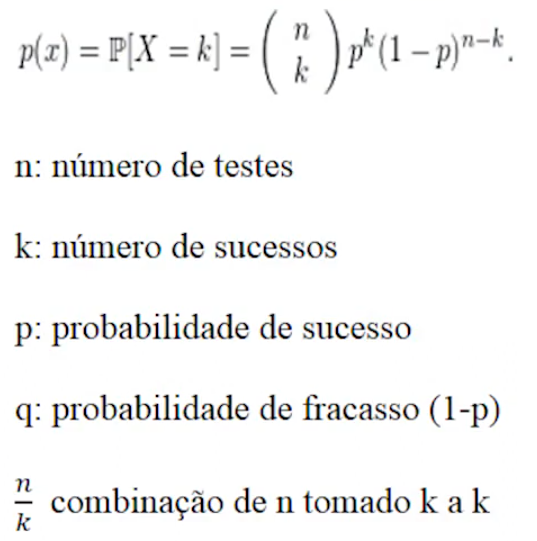 p(x) = ℙ[X = k] = \binom{n}{k} p^k (1 − p)^{n−k}.
n: número de testes
k: número de sucessos
p: probabilidade de sucesso
q: probabilidade de fracasso (1-p)
\frac{n}{k} combinação de n tomado k a k